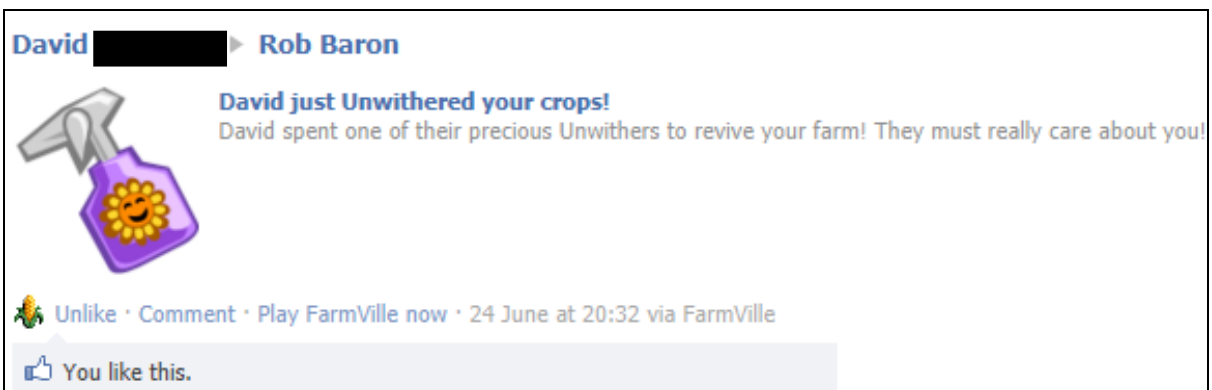 David ▶ Rob Baron
David just Unwithered your crops!
David spent one of their precious Unwithers to revive your farm! They must really care about you!
Unlike · Comment · Play FarmVille now · 24 June at 20:32 via FarmVille
You like this.